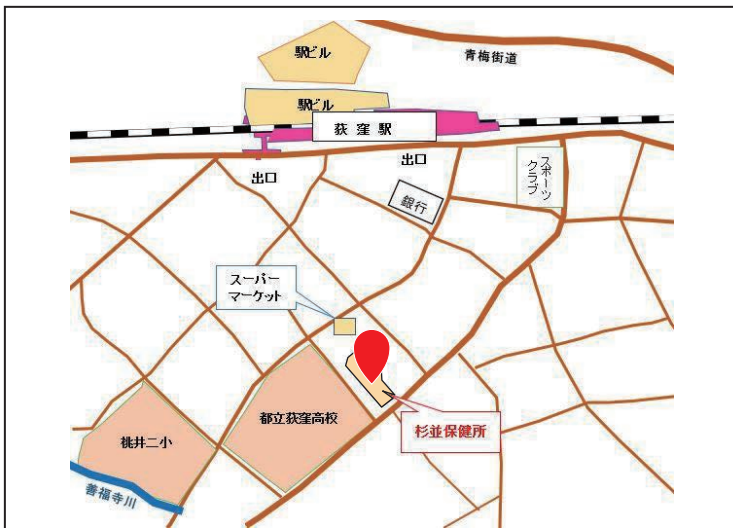 駅ビル
青梅街道
駅ビル
荻窪駅
出口
出口
スポーツ
クラブ
銀行
スーパー
マーケット
都立荻窪高校
杉並保健所
桃井二小
善福寺川